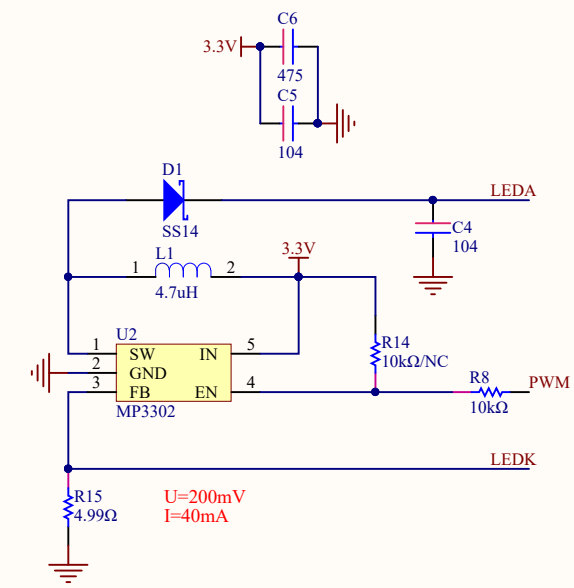 C6
3.3V
475
C5
104
D1
LEDA
SS14
C4
104
L1
3.3V
1 2
4.7uH
U2
1 SW IN 5
2 GND
3 FB EN 4
MP3302
R14
10kΩ/NC
R8
PWM
10kΩ
LEDK
R15
4.99Ω
U=200mV
I=40mA